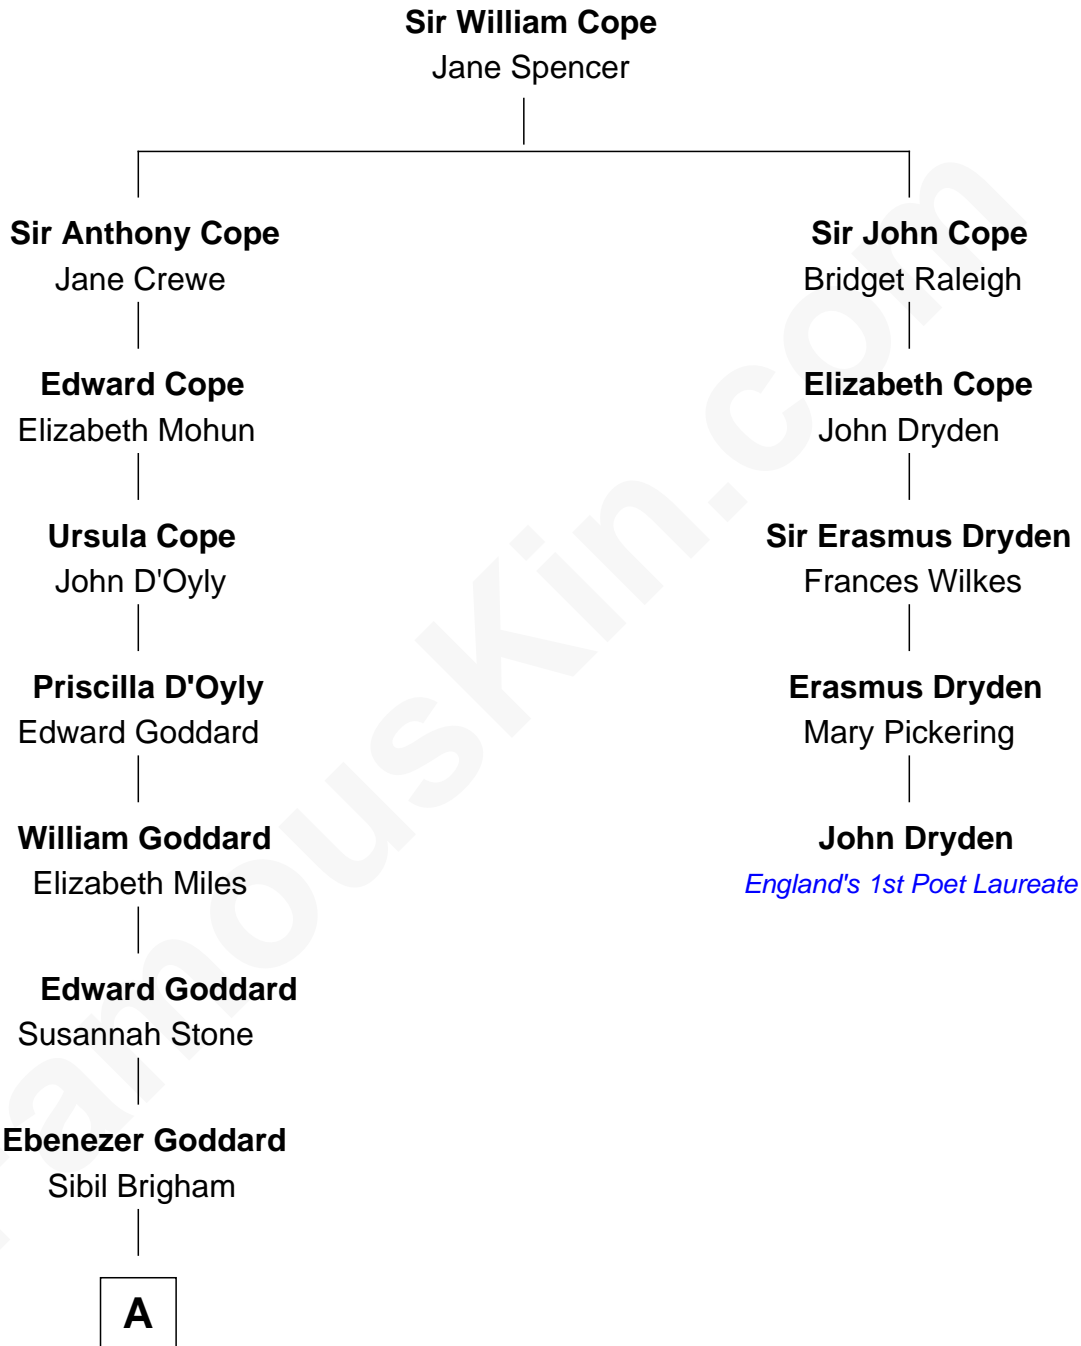 Sir William Cope
Jane Spencer
Sir Anthony Cope
Jane Crewe
Edward Cope
Elizabeth Mohun
Ursula Cope
John D'Oyly
Priscilla D'Oyly
Edward Goddard
William Goddard
Elizabeth Miles
Edward Goddard
Susannah Stone
Ebenezer Goddard
Sibil Brigham
A
Sir John Cope
Bridget Raleigh
Elizabeth Cope
John Dryden
Sir Erasmus Dryden
Frances Wilkes
Erasmus Dryden
Mary Pickering
John Dryden
England's 1st Poet Laureate
FamousKin.com